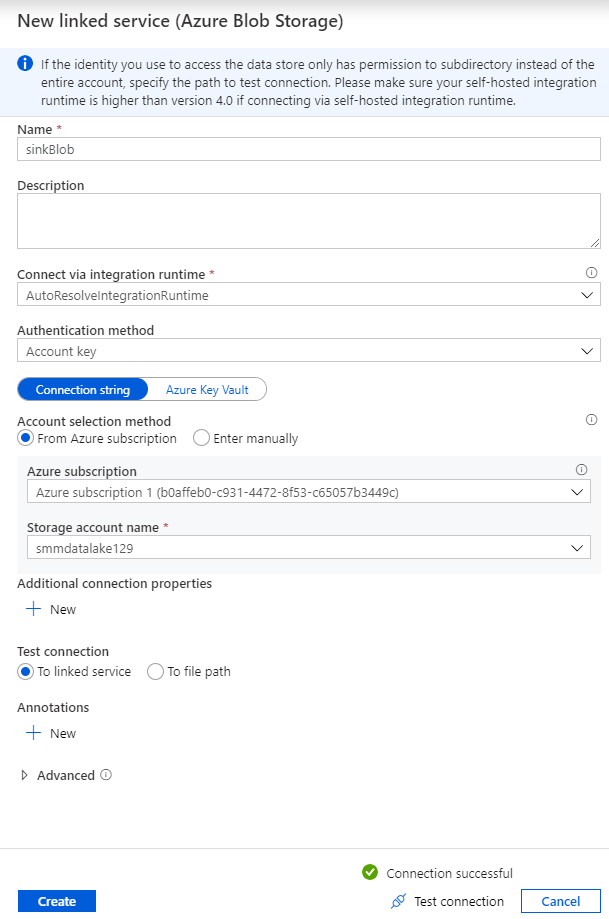 New linked service (Azure Blob Storage)
If the identity you use to access the data store only has permission to subdirectory instead of the
entire account, specify the path to test connection. Please make sure your self-hosted integration
runtime is higher than version 4.0 if connecting via self-hosted integration runtime.
Name *
sinkBlob
Description
Connect via integration runtime *
AutoResolveIntegrationRuntime
Authentication method
Account key
Connection string Azure Key Vault
Account selection method
From Azure subscription Enter manually
Azure subscription
Azure subscription 1 (b0affeb0-c931-4472-8f53-c65057b3449c)
Storage account name *
smmdatalake129
Additional connection properties
New
Test connection
To linked service To file path
Annotations
New
Advanced
Connection successful
Create Test connection Cancel